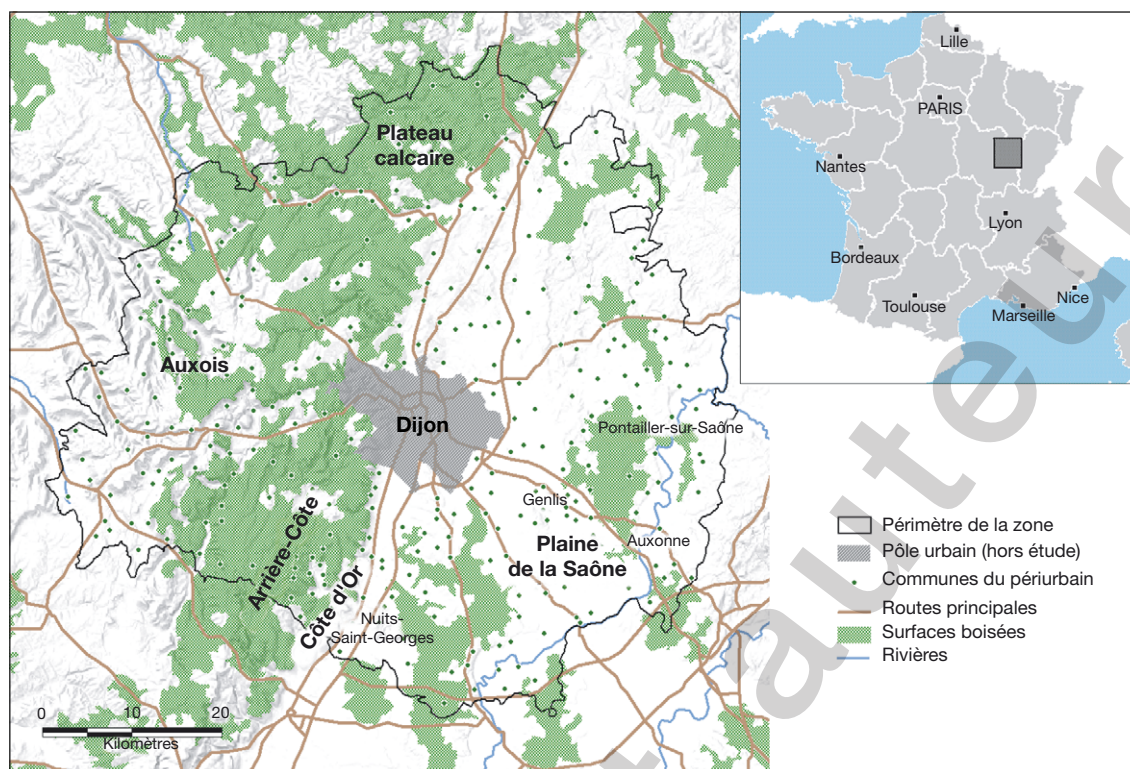 Plateau
calcaire
Auxois
Dijon
Pontailler-sur-Saône
Genlis
Plaine
de la Saône
Auxonne
Arrière-Côte
Côte d'Or
Nuits-
Saint-Georges
0 10 20
Kilomètres
Lille
PARIS
Nantes
Lyon
Bordeaux
Toulouse
Marseille
Nice
Périmètre de la zone
Pôle urbain (hors étude)
Communes du périurbain
Routes principales
Surfaces boisées
Rivières
auteur